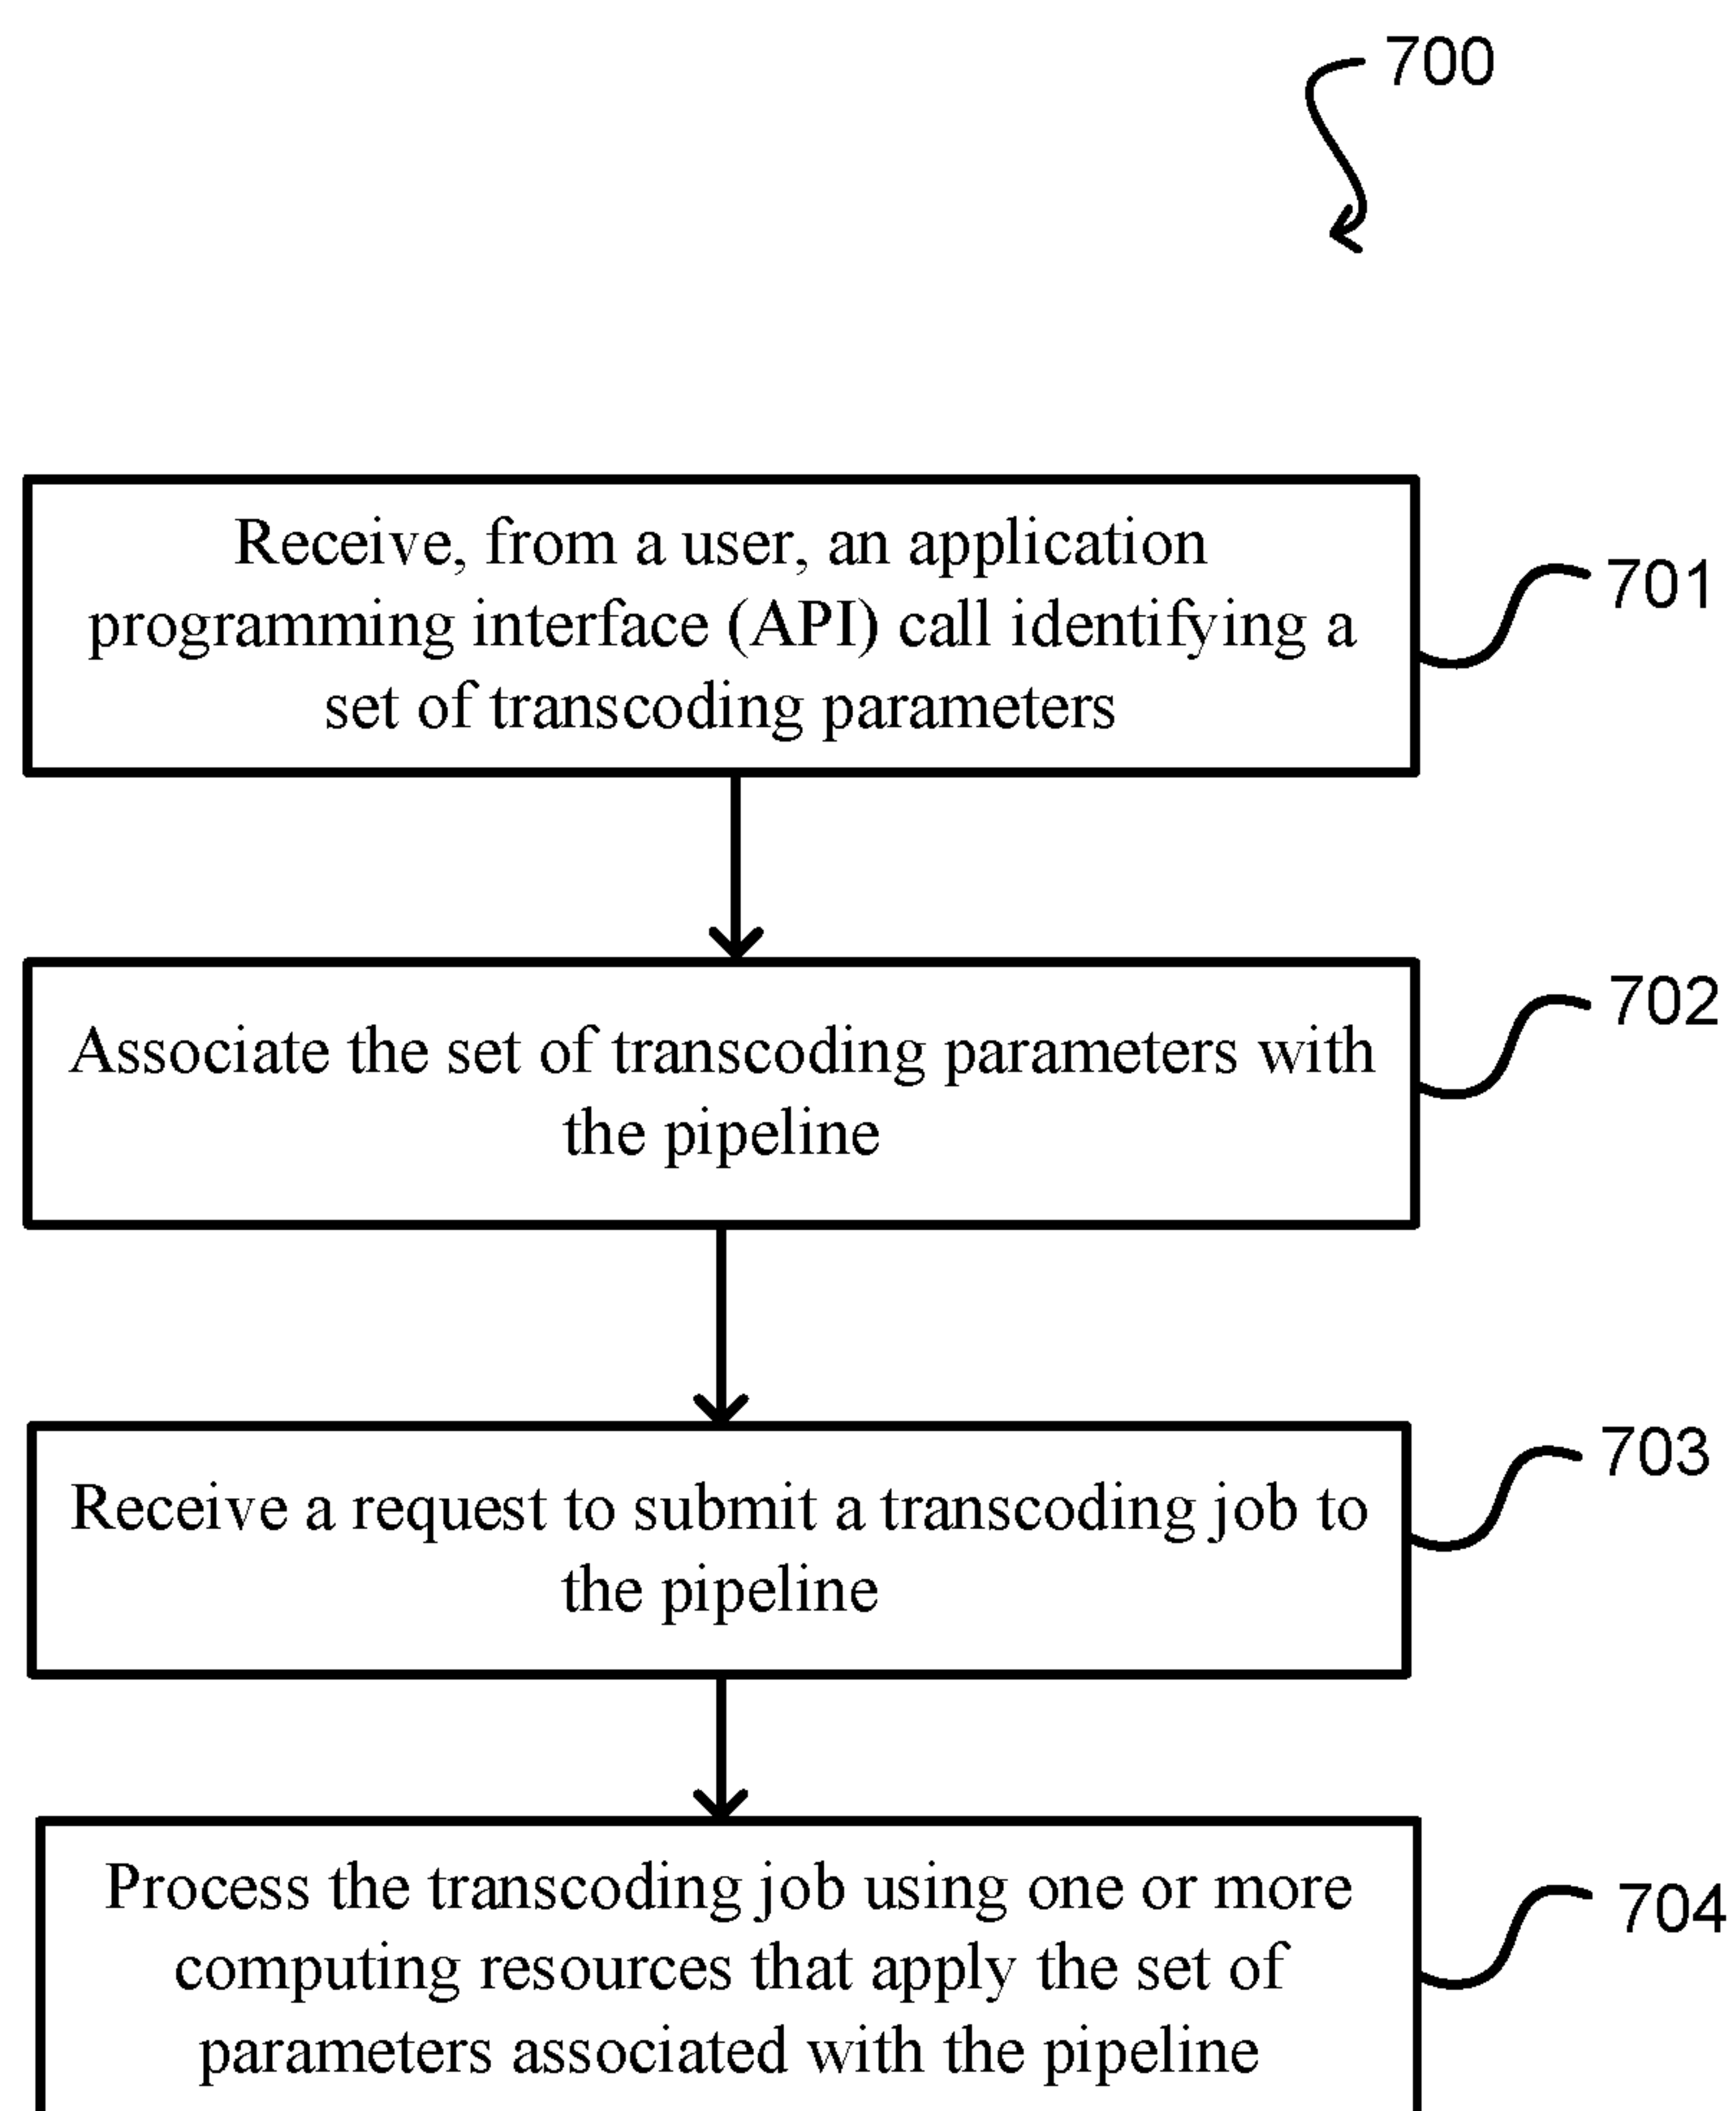 700
Receive, from a user, an application
programming interface (API) call identifying a
set of transcoding parameters
701
Associate the set of transcoding parameters with
the pipeline
702
Receive a request to submit a transcoding job to
the pipeline
703
Process the transcoding job using one or more
computing resources that apply the set of
parameters associated with the pipeline
704